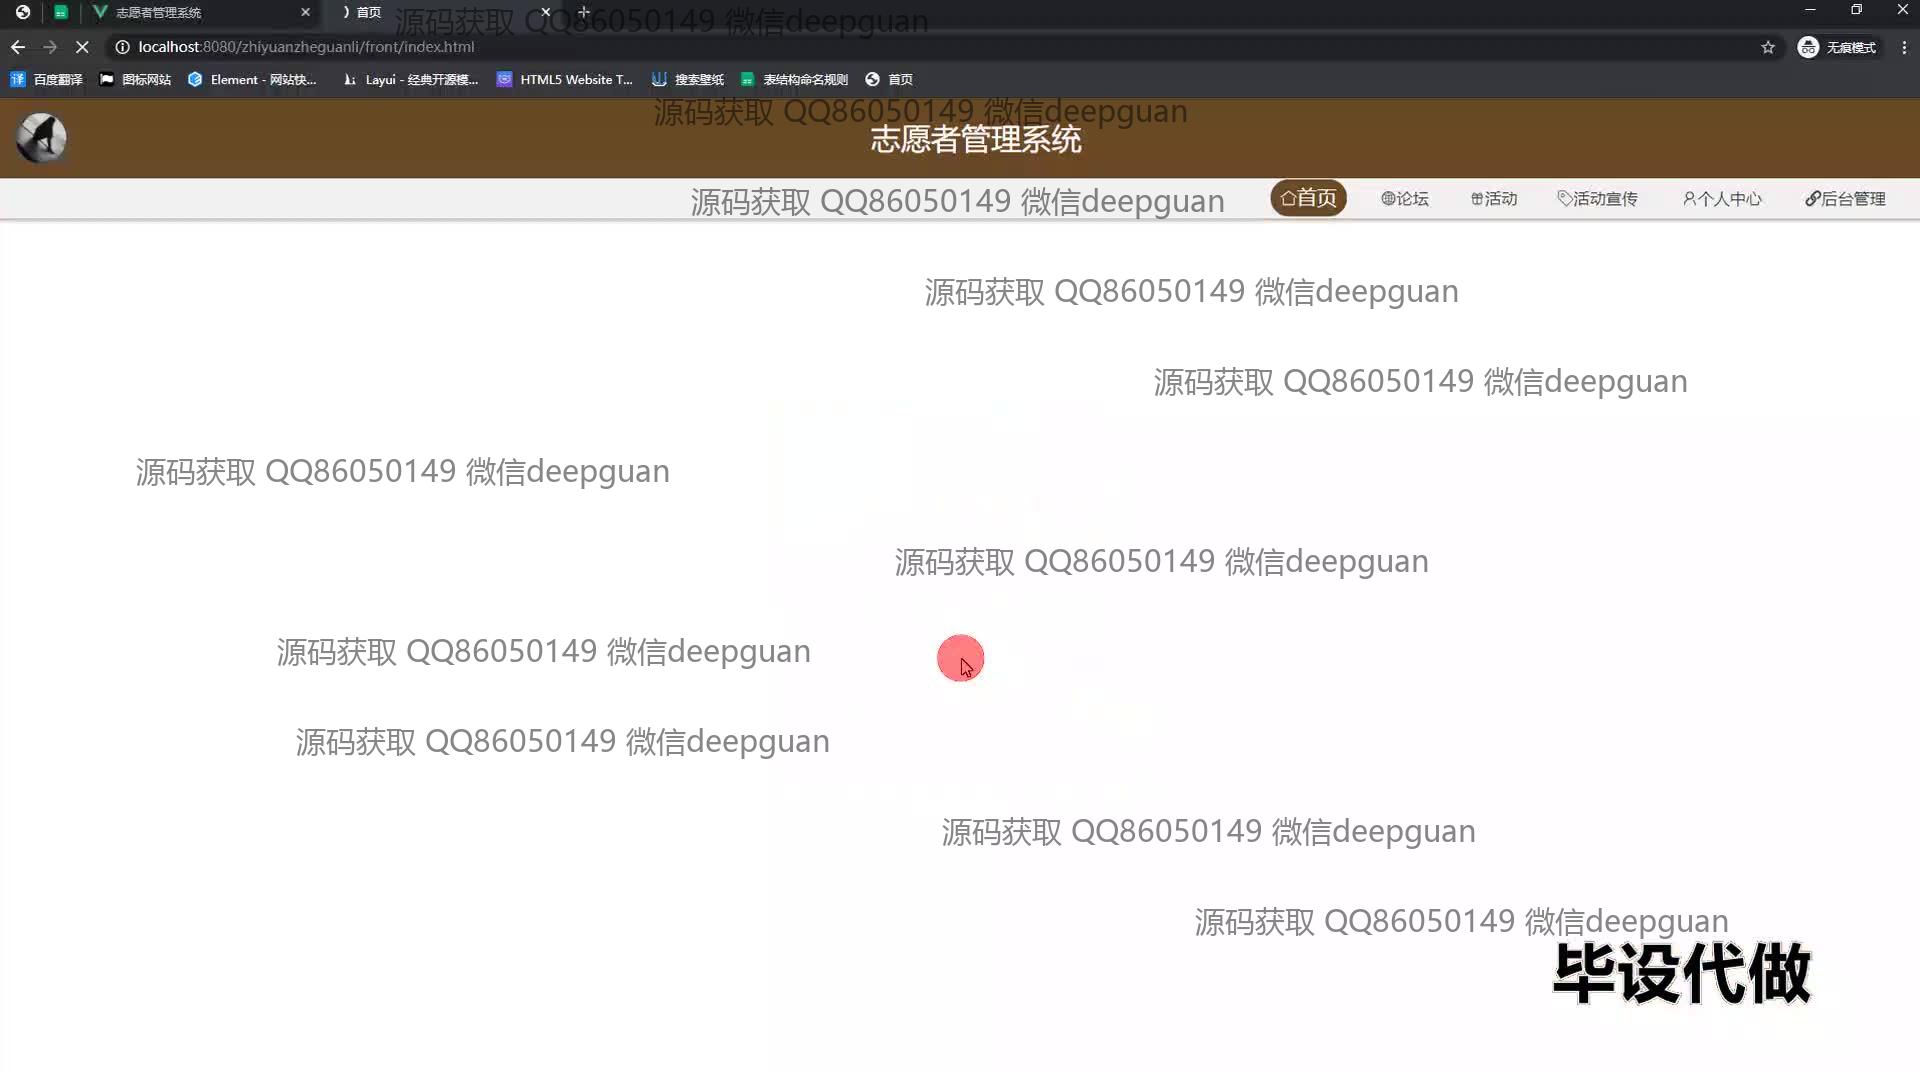 志愿者管理系统
首页
源码获取 QQ86050149 微信deepguan
localhost:8080/zhiyuanzheguanli/front/index.html
无痕模式
百度翻译 图标网站 Element - 网站快... Layui - 经典开源模... HTML5 Website T... 搜索壁纸 表结构命名规则 首页
源码获取 QQ86050149 微信deepguan
志愿者管理系统
源码获取 QQ86050149 微信deepguan
首页 论坛 活动 活动宣传 个人中心 后台管理
源码获取 QQ86050149 微信deepguan
源码获取 QQ86050149 微信deepguan
源码获取 QQ86050149 微信deepguan
源码获取 QQ86050149 微信deepguan
源码获取 QQ86050149 微信deepguan
源码获取 QQ86050149 微信deepguan
源码获取 QQ86050149 微信deepguan
源码获取 QQ86050149 微信deepguan
毕设代做